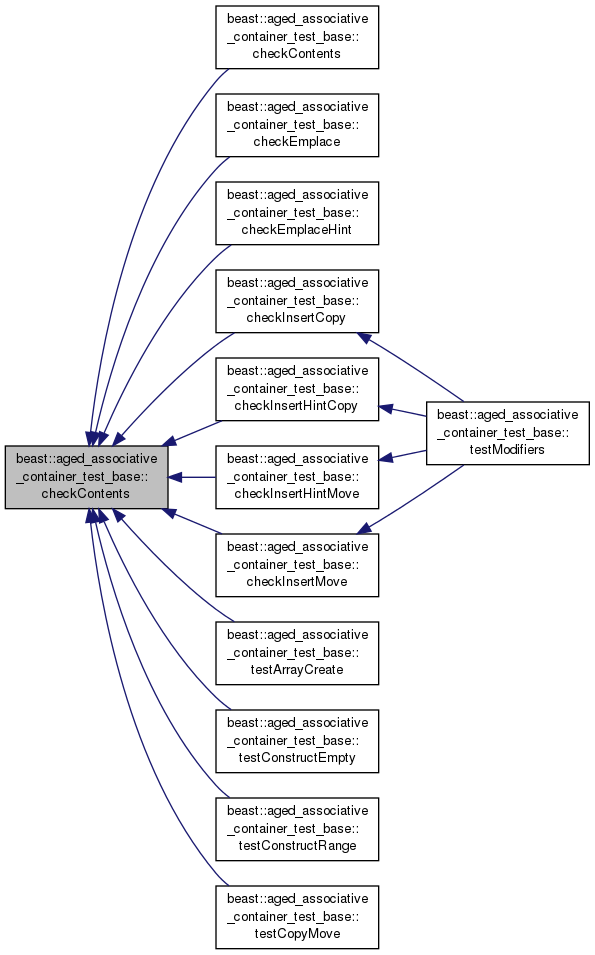 beast::aged_associative
_container_test_base::
checkContents
beast::aged_associative
_container_test_base::
checkEmplace
beast::aged_associative
_container_test_base::
checkEmplaceHint
beast::aged_associative
_container_test_base::
checkInsertCopy
beast::aged_associative
_container_test_base::
checkInsertHintCopy
beast::aged_associative
_container_test_base::
testModifiers
beast::aged_associative
_container_test_base::
checkContents
beast::aged_associative
_container_test_base::
checkInsertHintMove
beast::aged_associative
_container_test_base::
checkInsertMove
beast::aged_associative
_container_test_base::
testArrayCreate
beast::aged_associative
_container_test_base::
testConstructEmpty
beast::aged_associative
_container_test_base::
testConstructRange
beast::aged_associative
_container_test_base::
testCopyMove